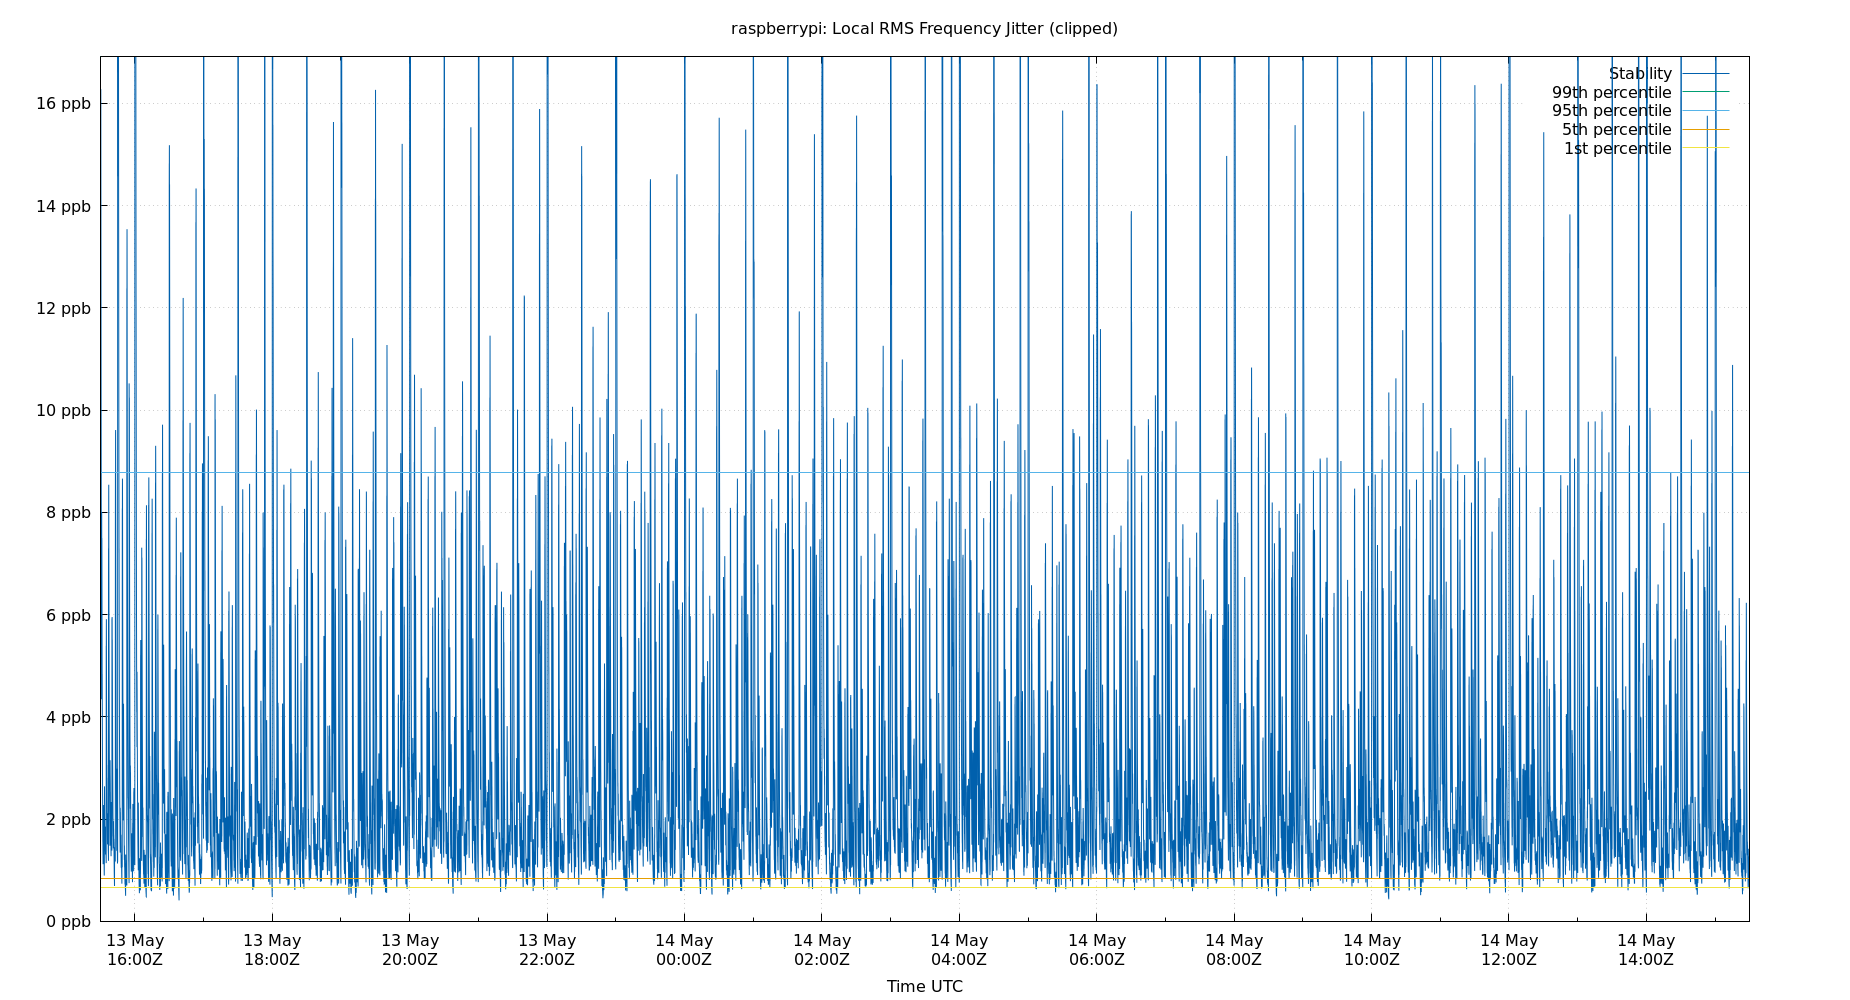 raspberrypi: Local RMS Frequency Jitter (clipped)
Stability
99th percentile
95th percentile
5th percentile
1st percentile
16 ppb
14 ppb
12 ppb
10 ppb
8 ppb
6 ppb
4 ppb
2 ppb
0 ppb
13 May 13 May 13 May 13 May 14 May 14 May 14 May 14 May 14 May 14 May 14 May 14 May
16:00Z 18:00Z 20:00Z 22:00Z 00:00Z 02:00Z 04:00Z 06:00Z 08:00Z 10:00Z 12:00Z 14:00Z
Time UTC